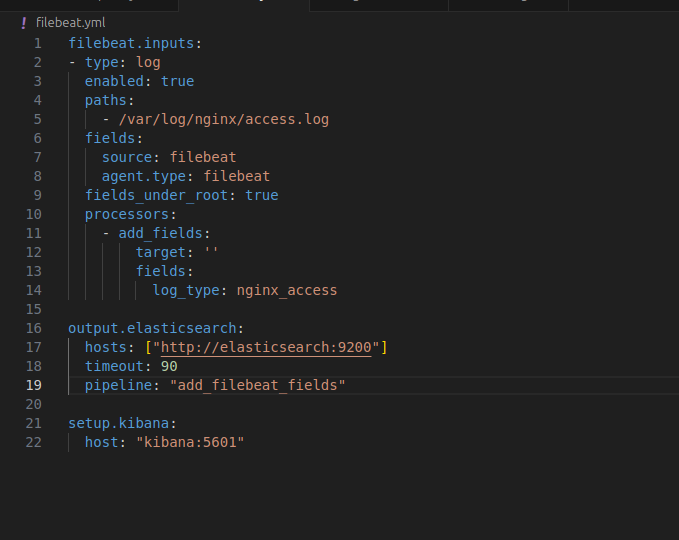 ! filebeat.yml
1 filebeat.inputs:
2 - type: log
3   enabled: true
4   paths:
5     - /var/log/nginx/access.log
6   fields:
7     source: filebeat
8     agent.type: filebeat
9   fields_under_root: true
10   processors:
11     - add_fields:
12         target: ''
13         fields:
14           log_type: nginx_access
15
16 output.elasticsearch:
17   hosts: ["http://elasticsearch:9200"]
18   timeout: 90
19   pipeline: "add_filebeat_fields"
20
21 setup.kibana:
22   host: "kibana:5601"